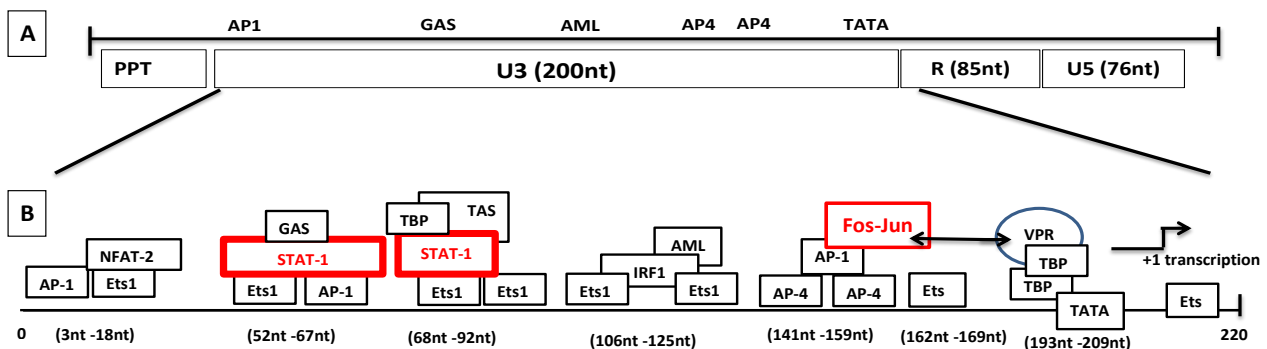 A
AP1 GAS AML AP4 AP4 TATA
PPT U3 (200nt) R (85nt) U5 (76nt)
B
TBP TAS
GAS Fos-Jun
NFAT-2 STAT-1 STAT-1 AML VPR
AP-1 Ets1 IRF1 AP-1 TBP +1 transcription
Ets1 AP-1 Ets1 Ets1 Ets1 Ets1 AP-4 AP-4 Ets TBP
TATA Ets
0 (3nt -18nt) (52nt -67nt) (68nt -92nt) (106nt -125nt) (141nt -159nt) (162nt -169nt) (193nt -209nt) 220